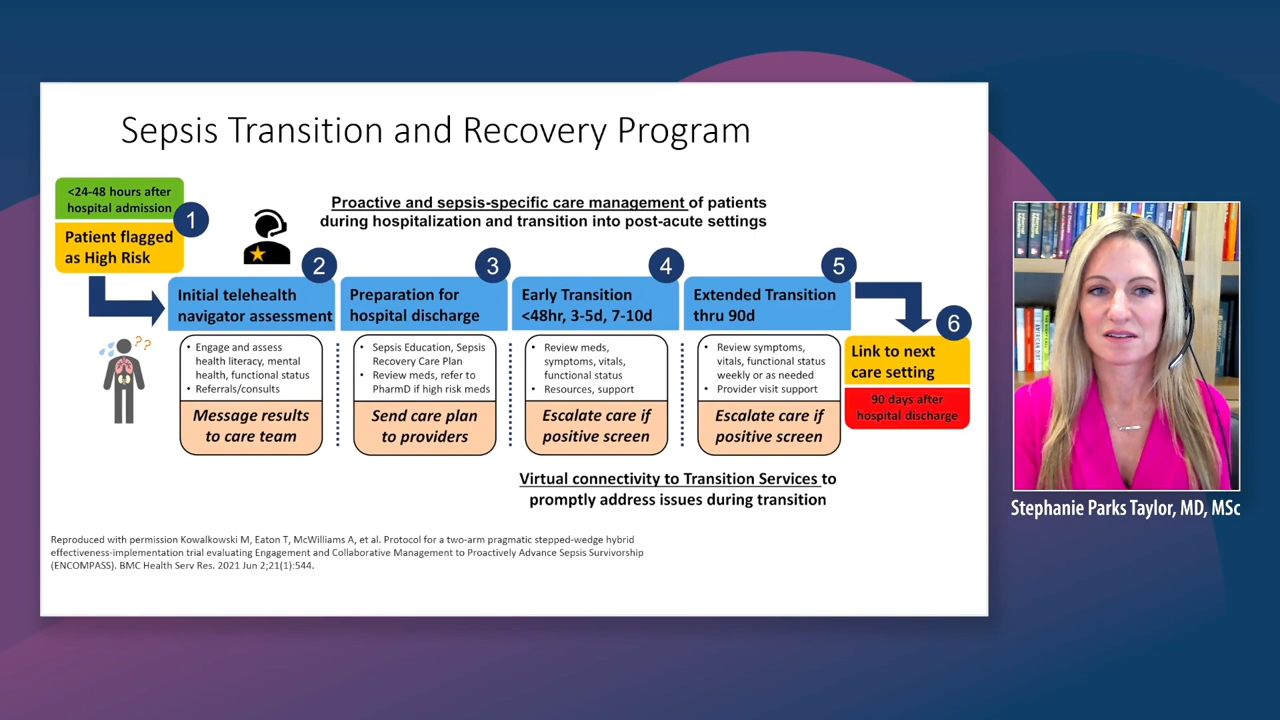 Sepsis Transition and Recovery Program
<24-48 hours after
hospital admission
1
Patient flagged
as High Risk
Proactive and sepsis-specific care management of patients
during hospitalization and transition into post-acute settings
??
2
Initial telehealth
navigator assessment
• Engage and assess
health literacy, mental
health, functional status
• Referrals/consults
Message results
to care team
3
Preparation for
hospital discharge
• Sepsis Education, Sepsis
Recovery Care Plan
• Review meds, refer to
PharmD if high risk meds
Send care plan
to providers
4
Early Transition
<48hr, 3-5d, 7-10d
• Review meds,
symptoms, vitals,
functional status
• Resources, support
Escalate care if
positive screen
5
Extended Transition
thru 90d
• Review symptoms,
vitals, functional status
weekly or as needed
• Provider visit support
Escalate care if
positive screen
6
Link to next
care setting
90 days after
hospital discharge
Virtual connectivity to Transition Services to
promptly address issues during transition
Reproduced with permission Kowalkowski M, Eaton T, McWilliams A, et al. Protocol for a two-arm pragmatic stepped-wedge hybrid
effectiveness-implementation trial evaluating Engagement and Collaborative Management to Proactively Advance Sepsis Survivorship
(ENCOMPASS). BMC Health Serv Res. 2021 Jun 2;21(1):544.
Stephanie Parks Taylor, MD, MSc